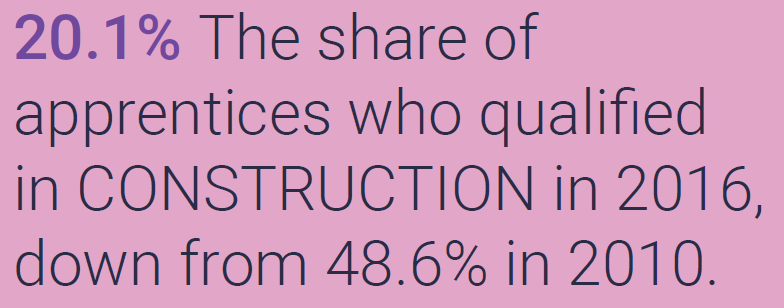 20.1% The share of
apprentices who qualified
in CONSTRUCTION in 2016,
down from 48.6% in 2010.